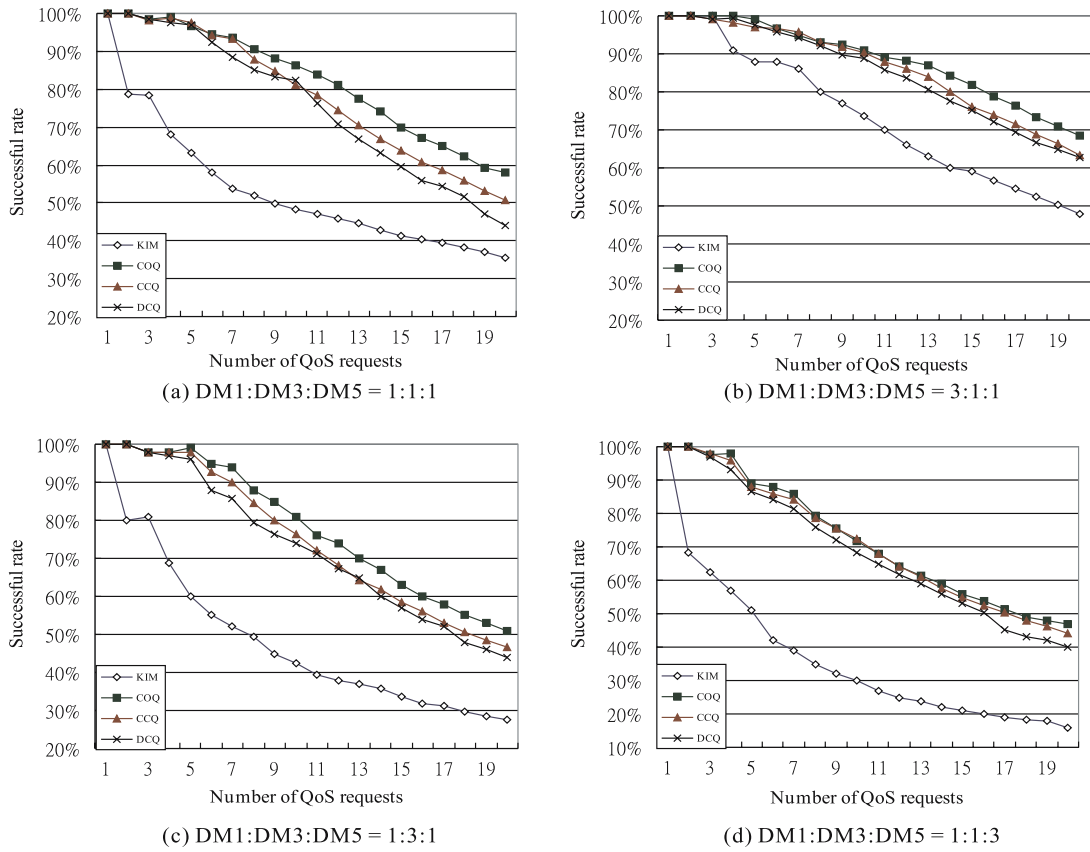 100%
90%
80%
70%
60%
50%
40%
30%
20%
Successful rate
KIM
COQ
CCQ
DCQ
1 3 5 7 9 11 13 15 17 19
Number of QoS requests
(a) DM1:DM3:DM5 = 1:1:1
100%
90%
80%
70%
60%
50%
40%
30%
20%
Successful rate
KIM
COQ
CCQ
DCQ
1 3 5 7 9 11 13 15 17 19
Number of QoS requests
(b) DM1:DM3:DM5 = 3:1:1
100%
90%
80%
70%
60%
50%
40%
30%
20%
Successful rate
KIM
COQ
CCQ
DCQ
1 3 5 7 9 11 13 15 17 19
Number of QoS requests
(c) DM1:DM3:DM5 = 1:3:1
100%
90%
80%
70%
60%
50%
40%
30%
20%
10%
Successful rate
KIM
COQ
CCQ
DCQ
1 3 5 7 9 11 13 15 17 19
Number of QoS requests
(d) DM1:DM3:DM5 = 1:1:3